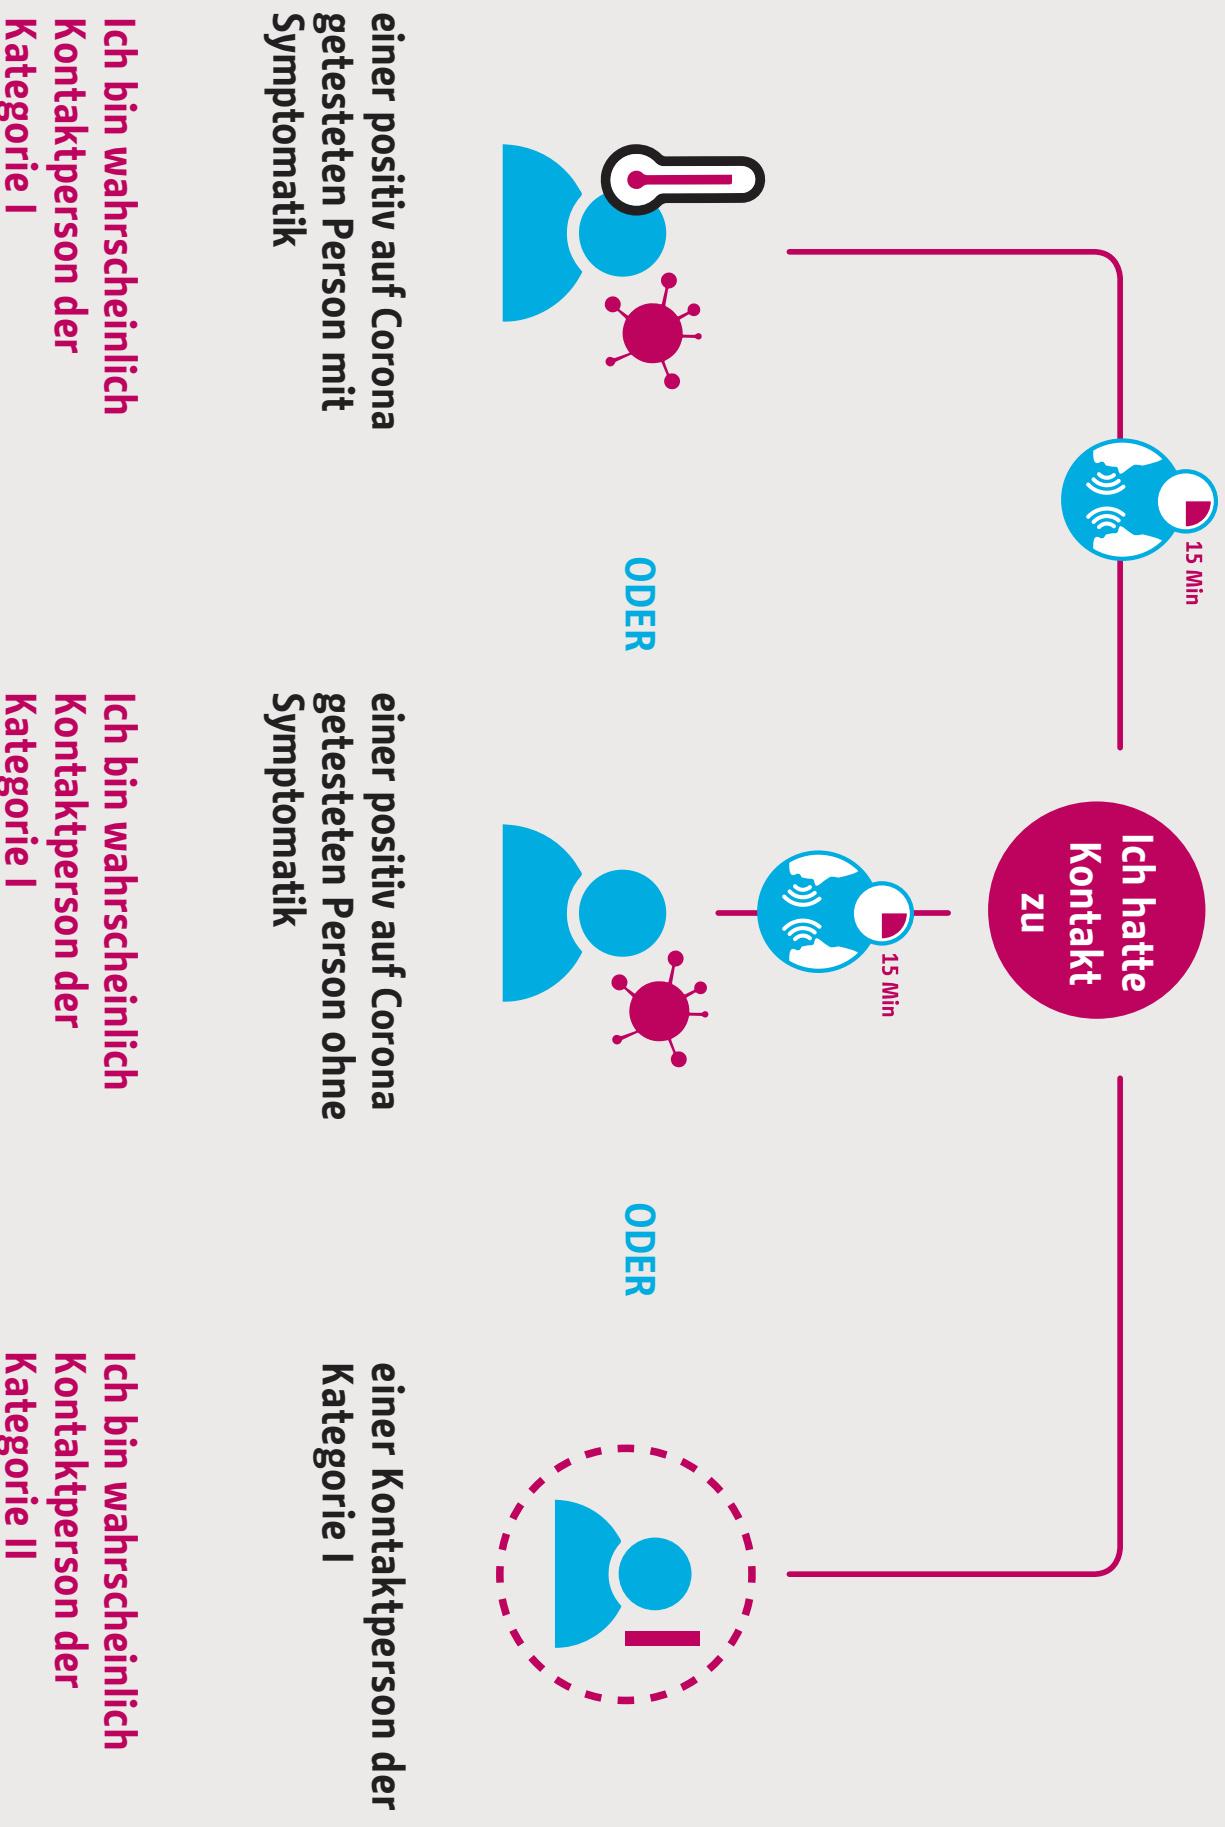 15 Min
Ich hatte
Kontakt
zu
15 Min
ODER
ODER
einer positiv auf Corona
getesteten Person mit
Symptomatik
einer positiv auf Corona
getesteten Person ohne
Symptomatik
einer Kontaktperson der
Kategorie I
Ich bin wahrscheinlich
Kontaktperson der
Kategorie I
Ich bin wahrscheinlich
Kontaktperson der
Kategorie I
Ich bin wahrscheinlich
Kontaktperson der
Kategorie II